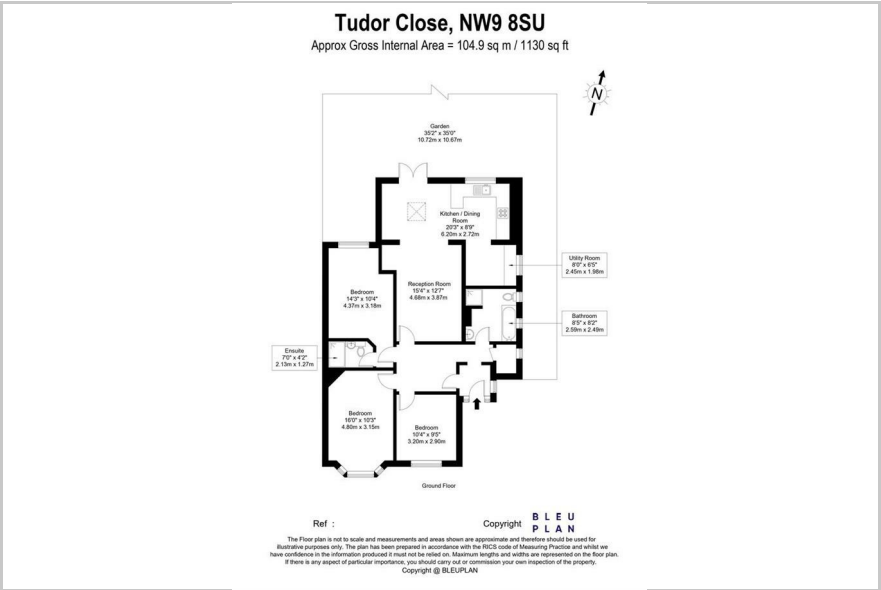 Tudor Close, NW9 8SU
Approx Gross Internal Area = 104.9 sq m / 1130 sq ft
N
Garden
35'2" x 35'0"
10.72m x 10.67m
Kitchen / Dining
Room
20'3" x 8'9"
6.20m x 2.72m
Utility Room
8'0" x 6'5"
2.45m x 1.98m
Reception Room
15'4" x 12'7"
4.68m x 3.87m
Bedroom
14'3" x 10'4"
4.37m x 3.18m
Bathroom
8'5" x 8'2"
2.59m x 2.49m
Ensuite
7'0" x 4'2"
2.13m x 1.27m
Bedroom
16'0" x 10'3"
4.80m x 3.15m
Bedroom
10'4" x 9'5"
3.20m x 2.90m
Ground Floor
Ref :
Copyright
BLEU
PLAN
The Floor plan is not to scale and measurements and areas shown are approximate and therefore should be used for
illustrative purposes only. The plan has been prepared in accordance with the RICS code of Measuring Practice and whilst we
have confidence in the information produced it must not be relied on. Maximum lengths and widths are represented on the floor plan.
If there is any aspect of particular importance, you should carry out or commission your own inspection of the property.
Copyright @ BLEUPLAN